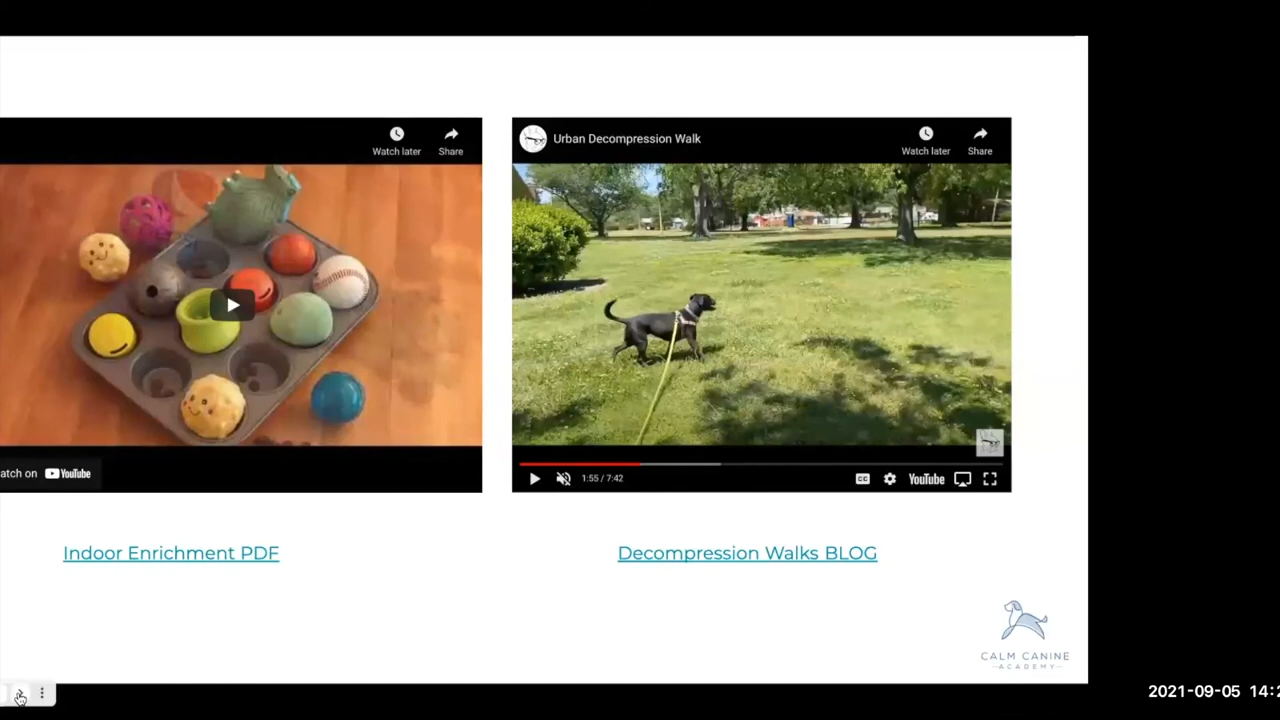 Watch later
Share
atch on YouTube
Urban Decompression Walk
Watch later
Share
1:55 / 7:42
CC
YouTube
Indoor Enrichment PDF
Decompression Walks BLOG
CALM CANINE
ACADEMY
2021-09-05 14:2